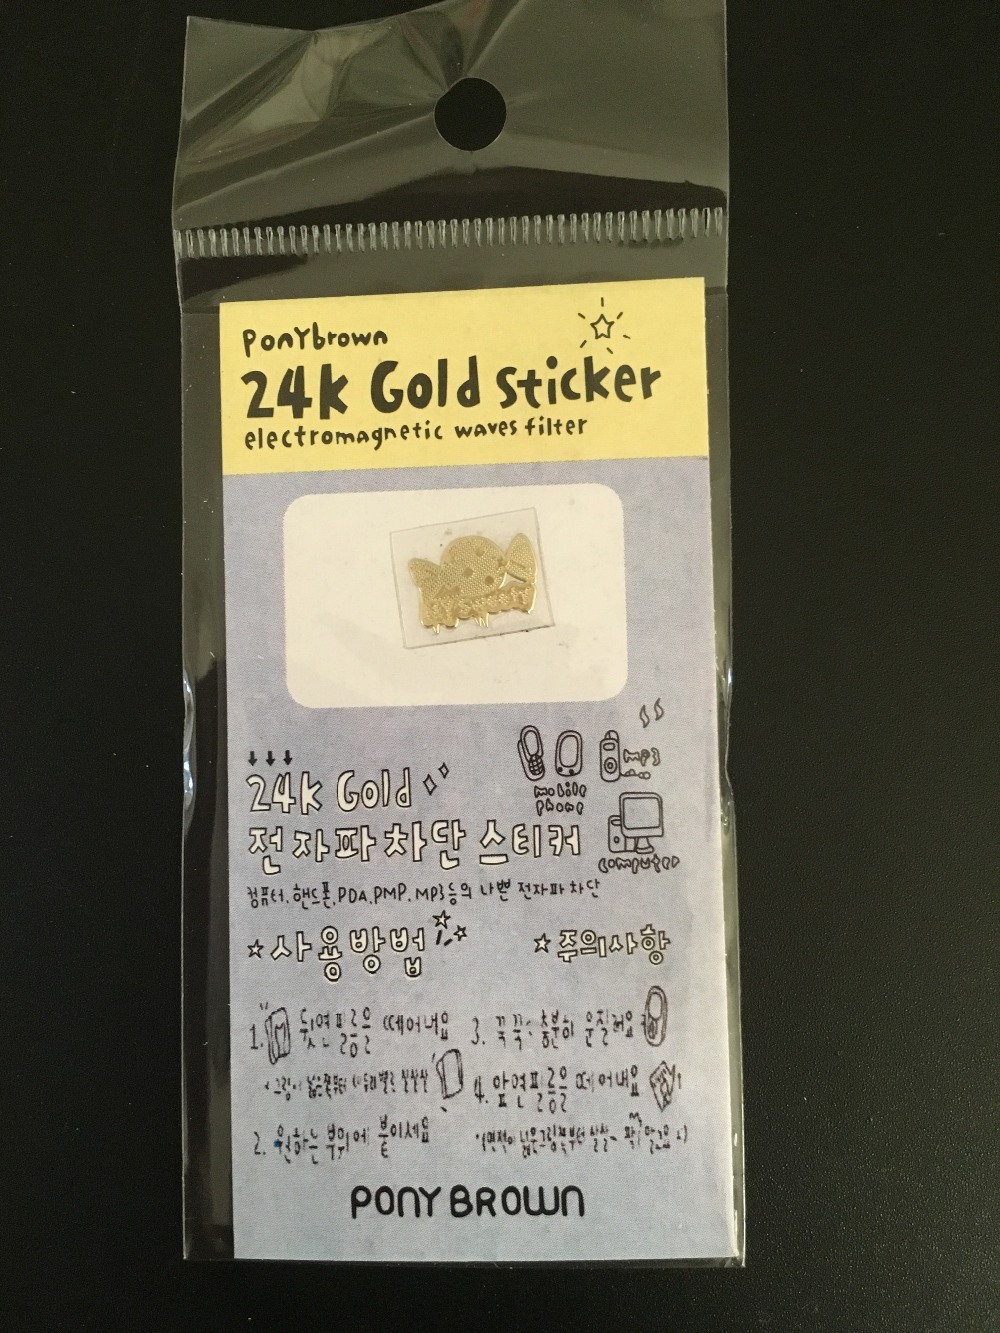 Ponybrown
24k Gold sticker
electromagnetic waves filter
MY Sweety
24k Gold
mp3
mobile
phone
전자파 차단 스티커
computer
컴퓨터, 핸드폰, PDA, PMP, MP3등의 나쁜 전자파 차단
사용방법
주의사항
1. 뒷면 필름을 떼어내요
2. 원하는 부위에 붙이세요
3. 꾹꾹~ 충분히 문질러요
4. 앞면 필름을 떼어내요
PONY BROWN